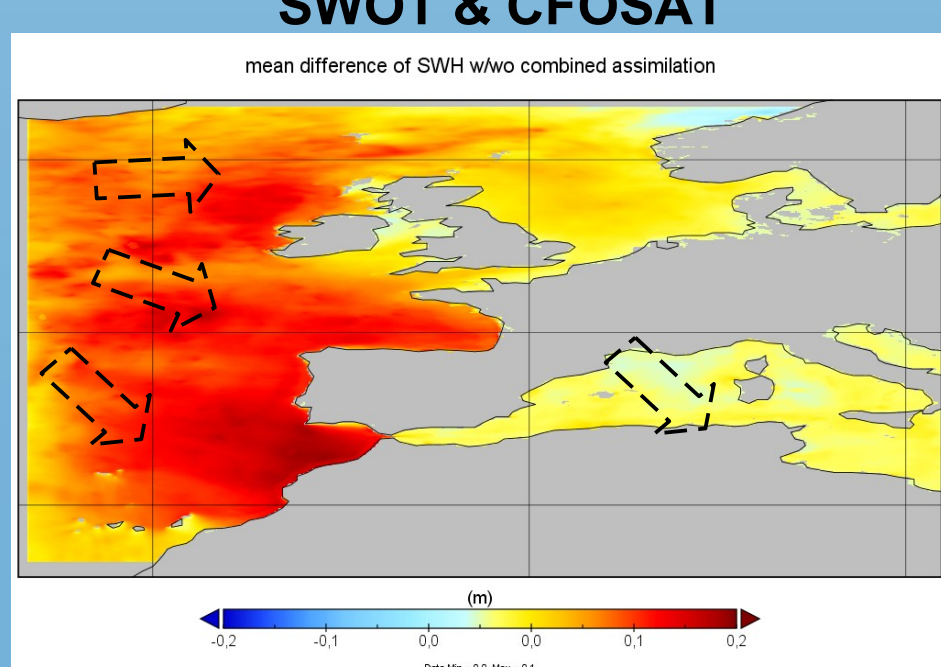 SWOT & CFOSAT
mean difference of SWH w/wo combined assimilation
(m)
-0,2 -0,1 0,0 0,0 0,1 0,2